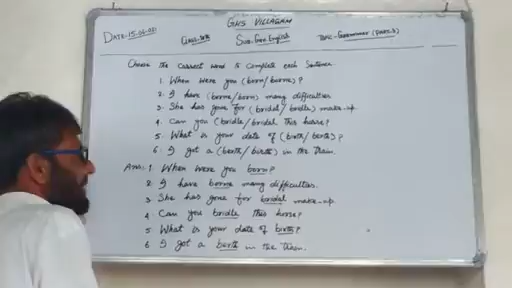 GHS VILLAGAM
DATE:15.06.00 Sub:Gen.English TOPIC-Grammar (Part-3)
Choose the correct word to complete each sentence.
1. When were you (born/borne)?
2. I have (borne/born) many difficulties.
3. She has gone for (bridal/bridle) make-up.
4. Can you (bridle/bridal) this horse?
5. What is your date of (birth/berth)?
6. I got a (berth/birth) in the train.
Ans: 1. When were you born?
2. I have borne many difficulties.
3. She has gone for bridal make-up.
4. Can you bridle this horse?
5. What is your date of birth?
6. I got a berth in the train.